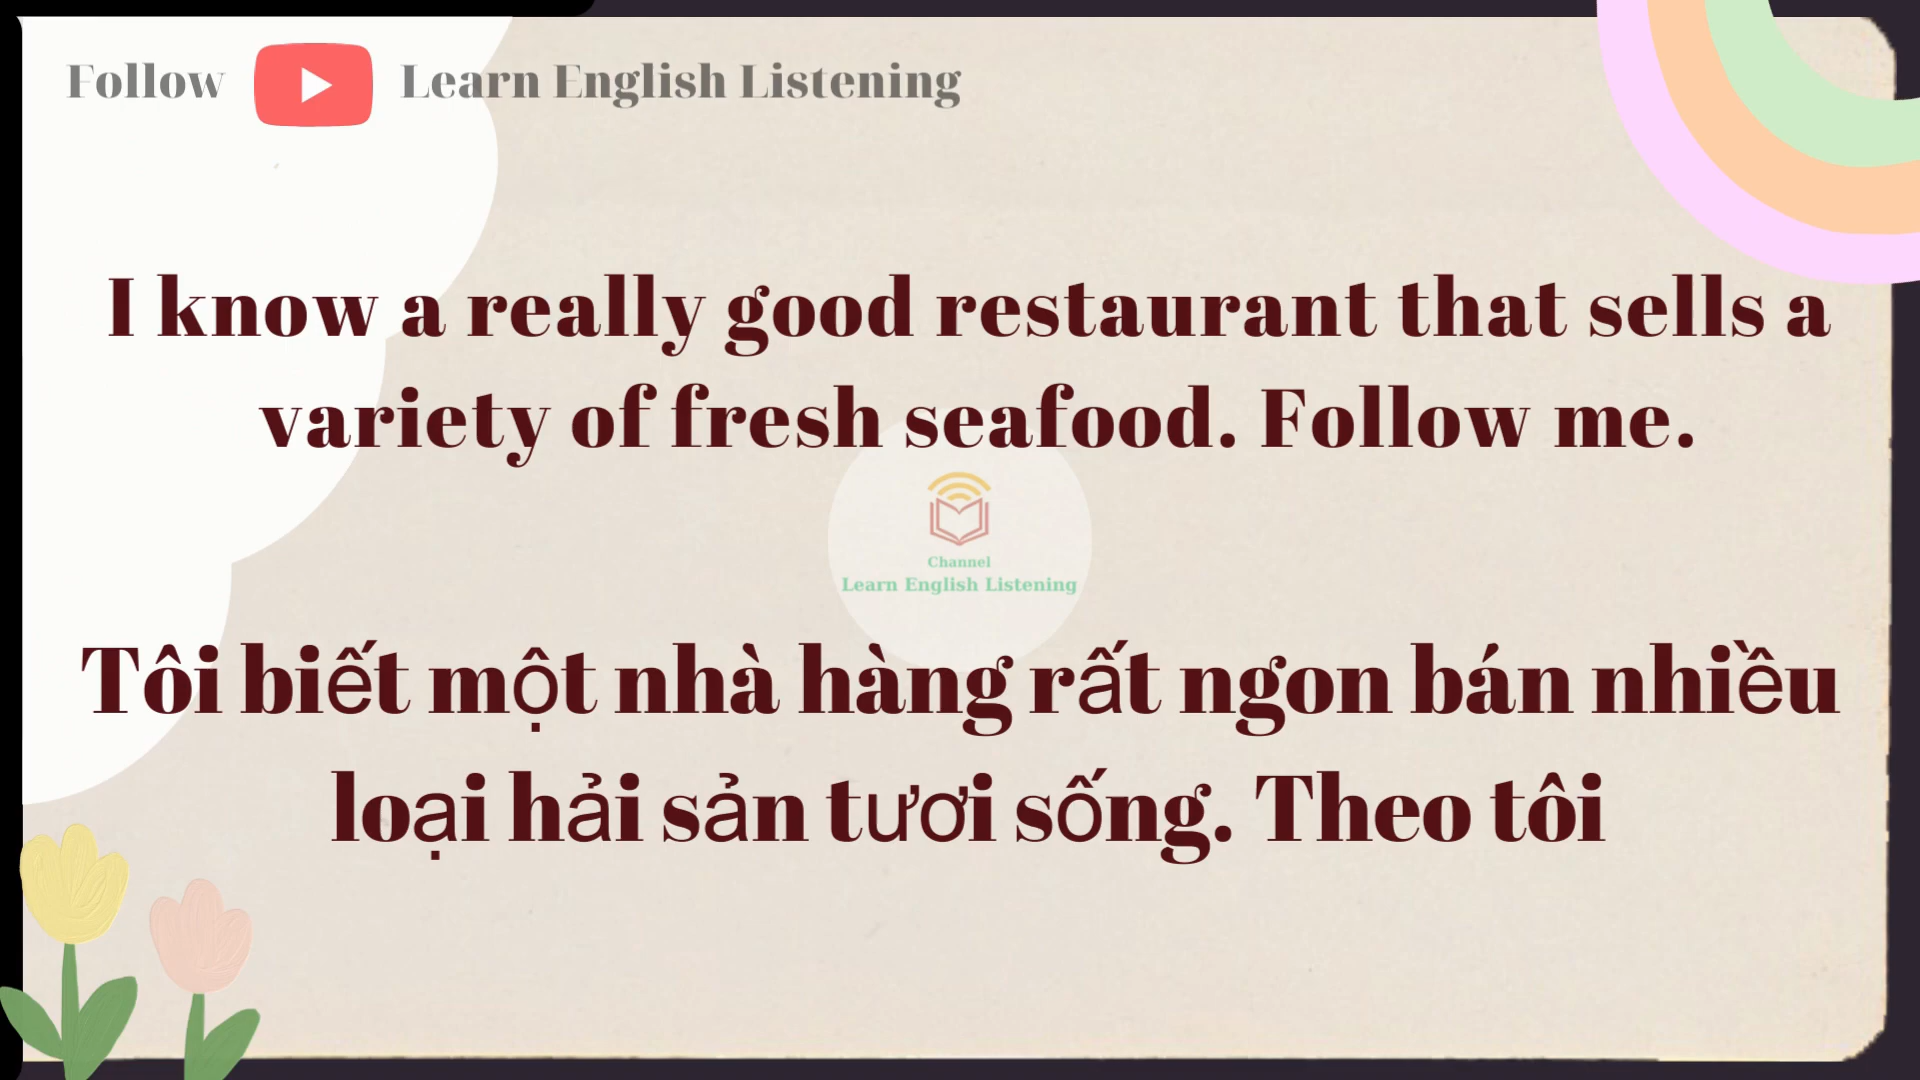 Follow Learn English Listening
I know a really good restaurant that sells a
variety of fresh seafood. Follow me.
Channel
Learn English Listening
Tôi biết một nhà hàng rất ngon bán nhiều
loại hải sản tươi sống. Theo tôi